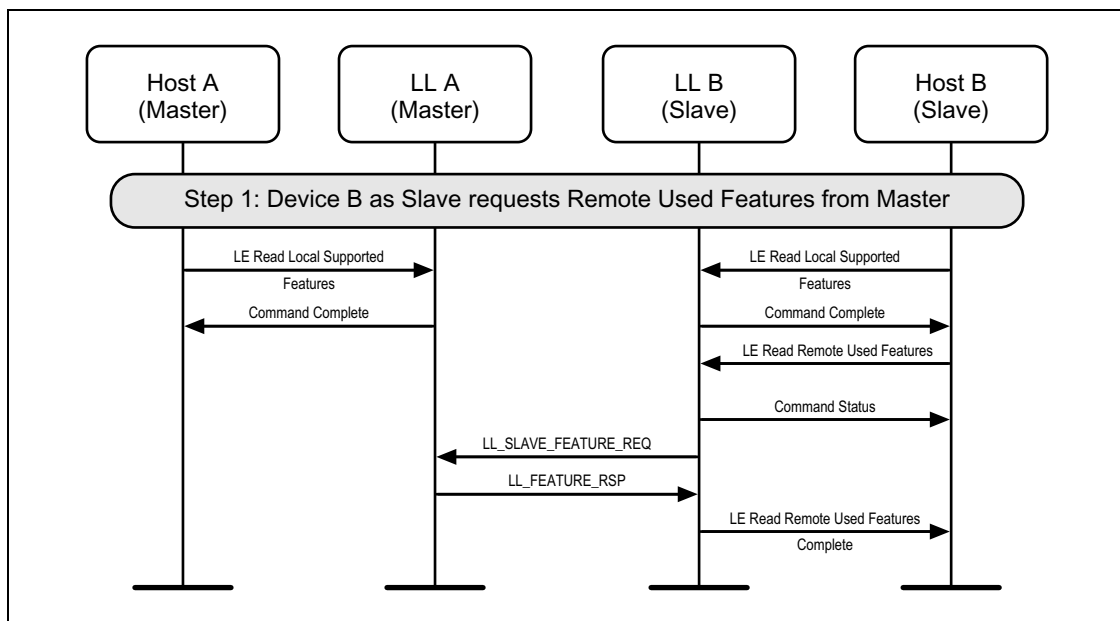 Host A
(Master)
LL A
(Master)
LL B
(Slave)
Host B
(Slave)
Step 1: Device B as Slave requests Remote Used Features from Master
LE Read Local Supported
Features
LE Read Local Supported
Features
Command Complete
Command Complete
LE Read Remote Used Features
Command Status
LL_SLAVE_FEATURE_REQ
LL_FEATURE_RSP
LE Read Remote Used Features
Complete